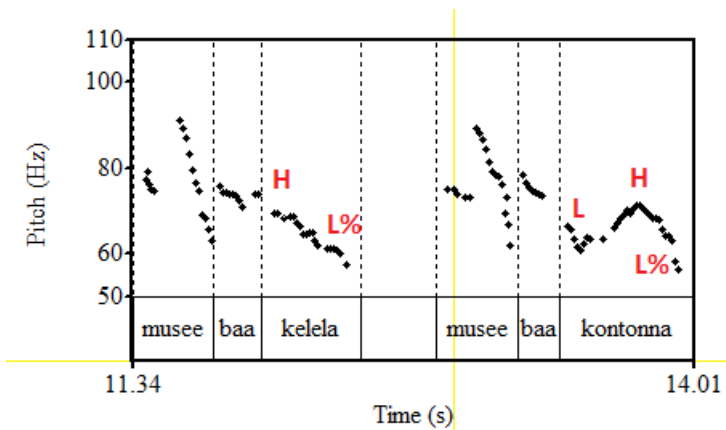 110
100
80
60
50
Pitch (Hz)
H
L%
L
H
L%
musee baa kelela musee baa kontonna
11.34 14.01
Time (s)